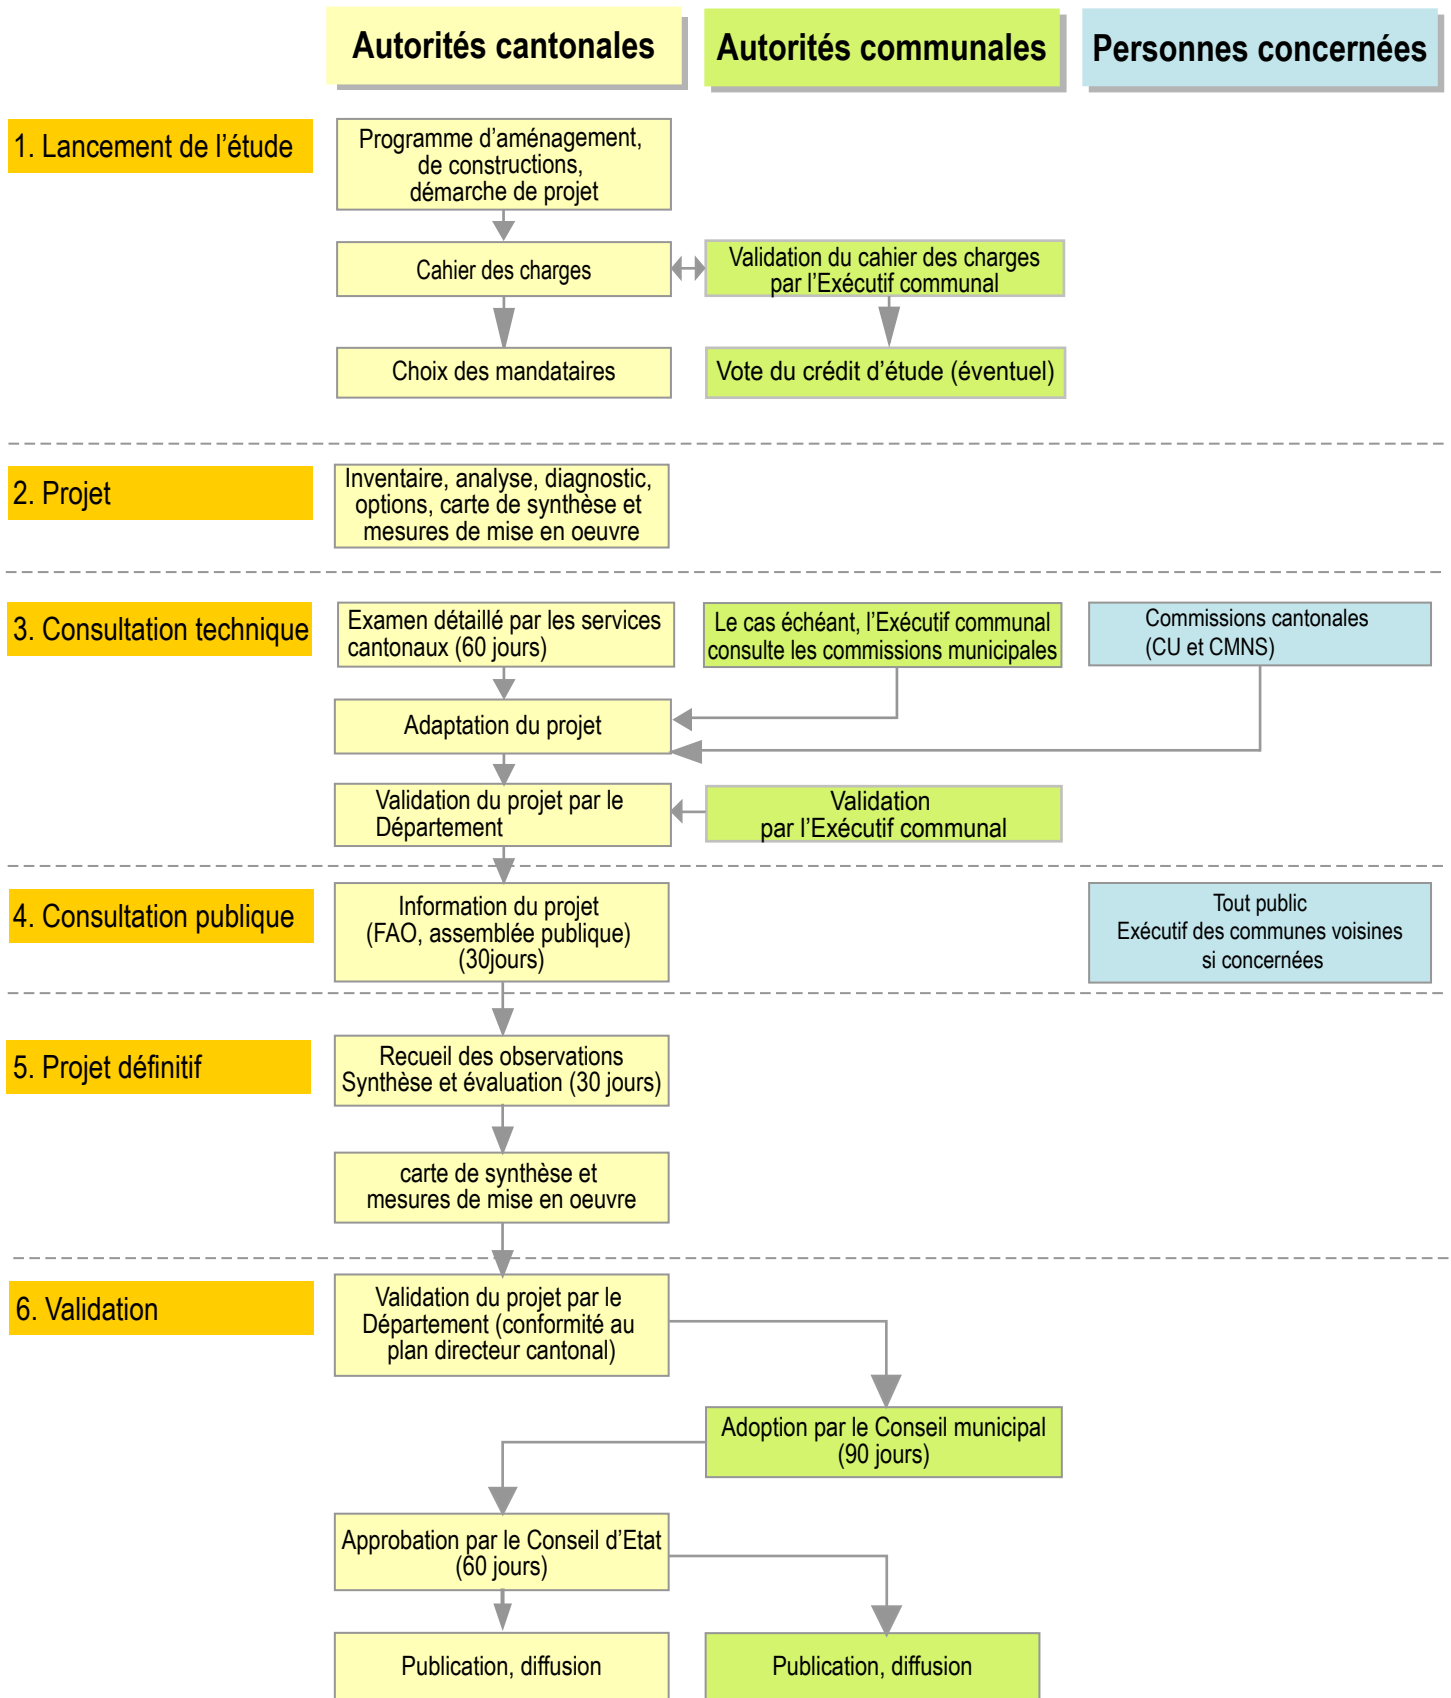 Autorités cantonales
Autorités communales
Personnes concernées
1. Lancement de l’étude
Programme d’aménagement,
de constructions,
démarche de projet
Cahier des charges
Validation du cahier des charges
par l’Exécutif communal
Choix des mandataires
Vote du crédit d’étude (éventuel)
2. Projet
Inventaire, analyse, diagnostic,
options, carte de synthèse et
mesures de mise en oeuvre
3. Consultation technique
Examen détaillé par les services
cantonaux (60 jours)
Le cas échéant, l’Exécutif communal
consulte les commissions municipales
Commissions cantonales
(CU et CMNS)
Adaptation du projet
Validation du projet par le
Département
Validation
par l’Exécutif communal
4. Consultation publique
Information du projet
(FAO, assemblée publique)
(30jours)
Tout public
Exécutif des communes voisines
si concernées
5. Projet définitif
Recueil des observations
Synthèse et évaluation (30 jours)
carte de synthèse et
mesures de mise en oeuvre
6. Validation
Validation du projet par le
Département (conformité au
plan directeur cantonal)
Adoption par le Conseil municipal
(90 jours)
Approbation par le Conseil d’Etat
(60 jours)
Publication, diffusion
Publication, diffusion